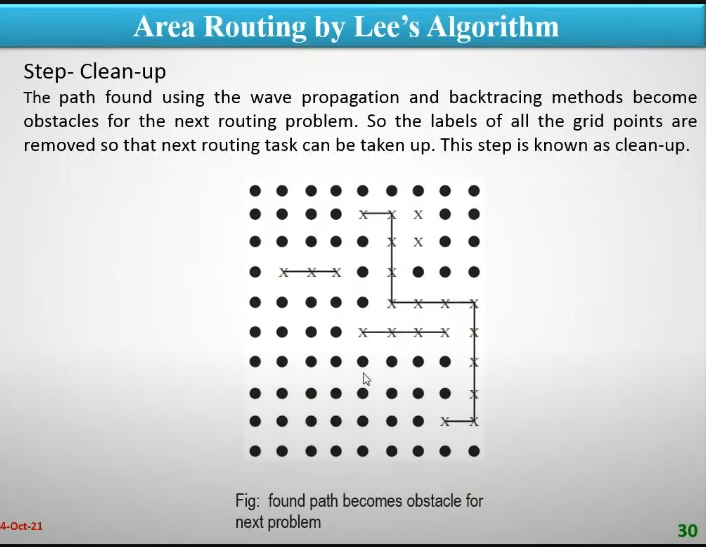 Area Routing by Lee's Algorithm
Step- Clean-up
The path found using the wave propagation and backtracing methods become
obstacles for the next routing problem. So the labels of all the grid points are
removed so that next routing task can be taken up. This step is known as clean-up.
X X X
X X
X X X X
X X X X
X X X X X
X
X
X X
Fig: found path becomes obstacle for
next problem
4-Oct-21
30